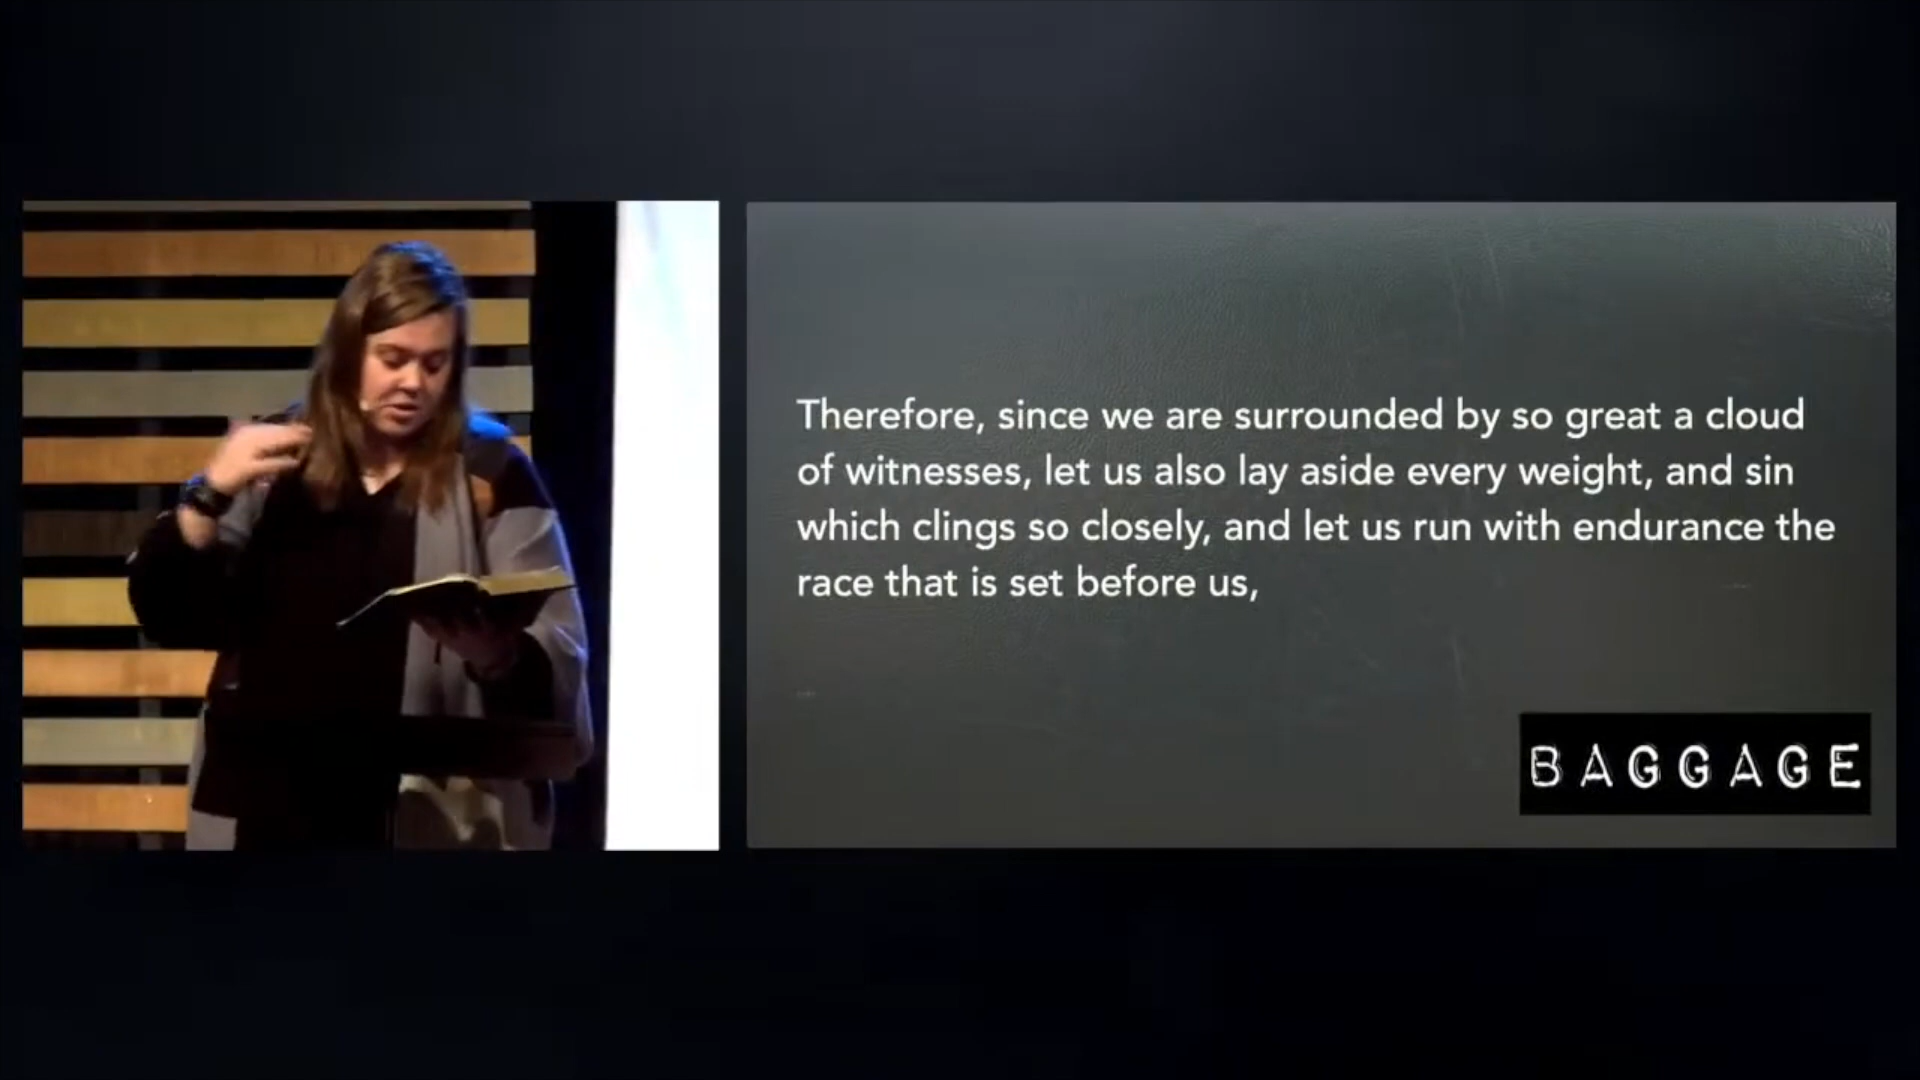 Therefore, since we are surrounded by so great a cloud
of witnesses, let us also lay aside every weight, and sin
which clings so closely, and let us run with endurance the
race that is set before us,
BAGGAGE